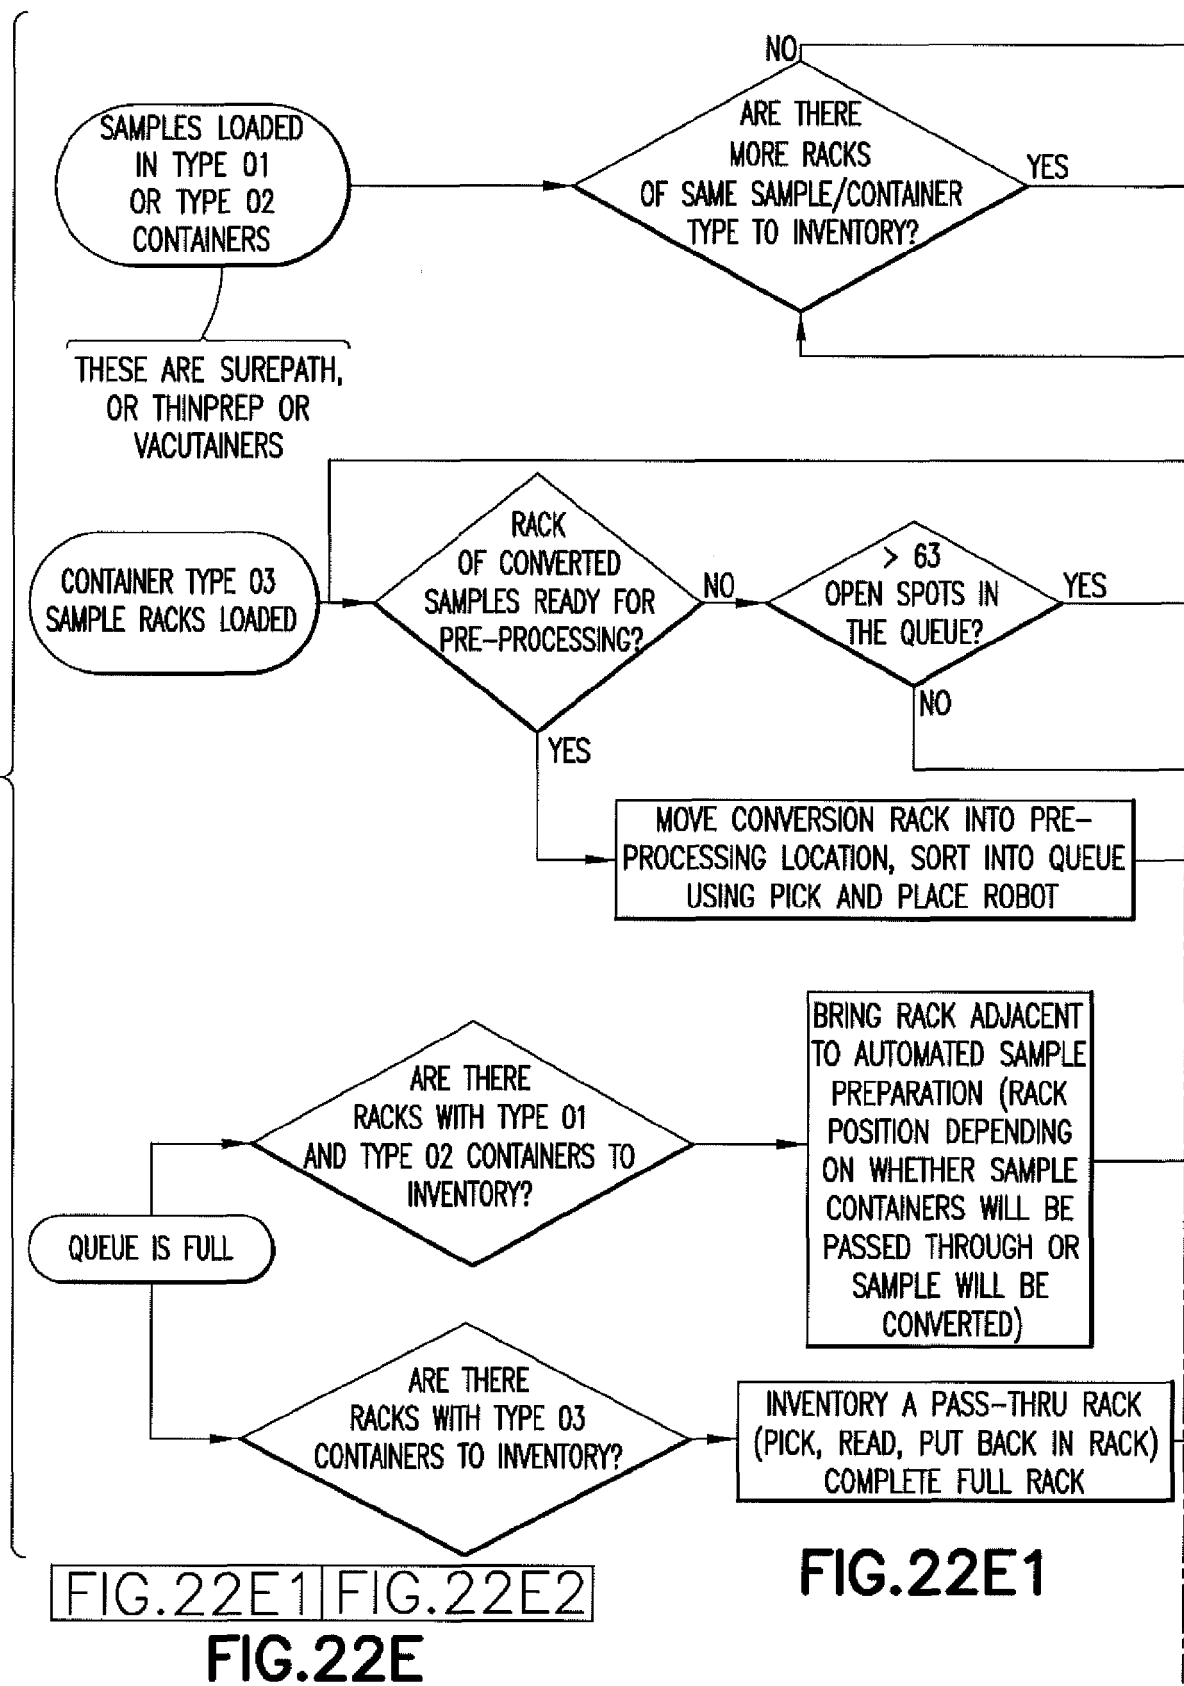 SAMPLES LOADED
IN TYPE 01
OR TYPE 02
CONTAINERS
THESE ARE SUREPATH,
OR THINPREP OR
VACUTAINERS
NO
ARE THERE
MORE RACKS
OF SAME SAMPLE/CONTAINER
TYPE TO INVENTORY?
YES
CONTAINER TYPE 03
SAMPLE RACKS LOADED
RACK
OF CONVERTED
SAMPLES READY FOR
PRE-PROCESSING?
NO
YES
> 63
OPEN SPOTS IN
THE QUEUE?
YES
NO
MOVE CONVERSION RACK INTO PRE-
PROCESSING LOCATION, SORT INTO QUEUE
USING PICK AND PLACE ROBOT
QUEUE IS FULL
ARE THERE
RACKS WITH TYPE 01
AND TYPE 02 CONTAINERS TO
INVENTORY?
BRING RACK ADJACENT
TO AUTOMATED SAMPLE
PREPARATION (RACK
POSITION DEPENDING
ON WHETHER SAMPLE
CONTAINERS WILL BE
PASSED THROUGH OR
SAMPLE WILL BE
CONVERTED)
ARE THERE
RACKS WITH TYPE 03
CONTAINERS TO INVENTORY?
INVENTORY A PASS-THRU RACK
(PICK, READ, PUT BACK IN RACK)
COMPLETE FULL RACK
FIG.22E1
FIG.22E1 FIG.22E2
FIG.22E